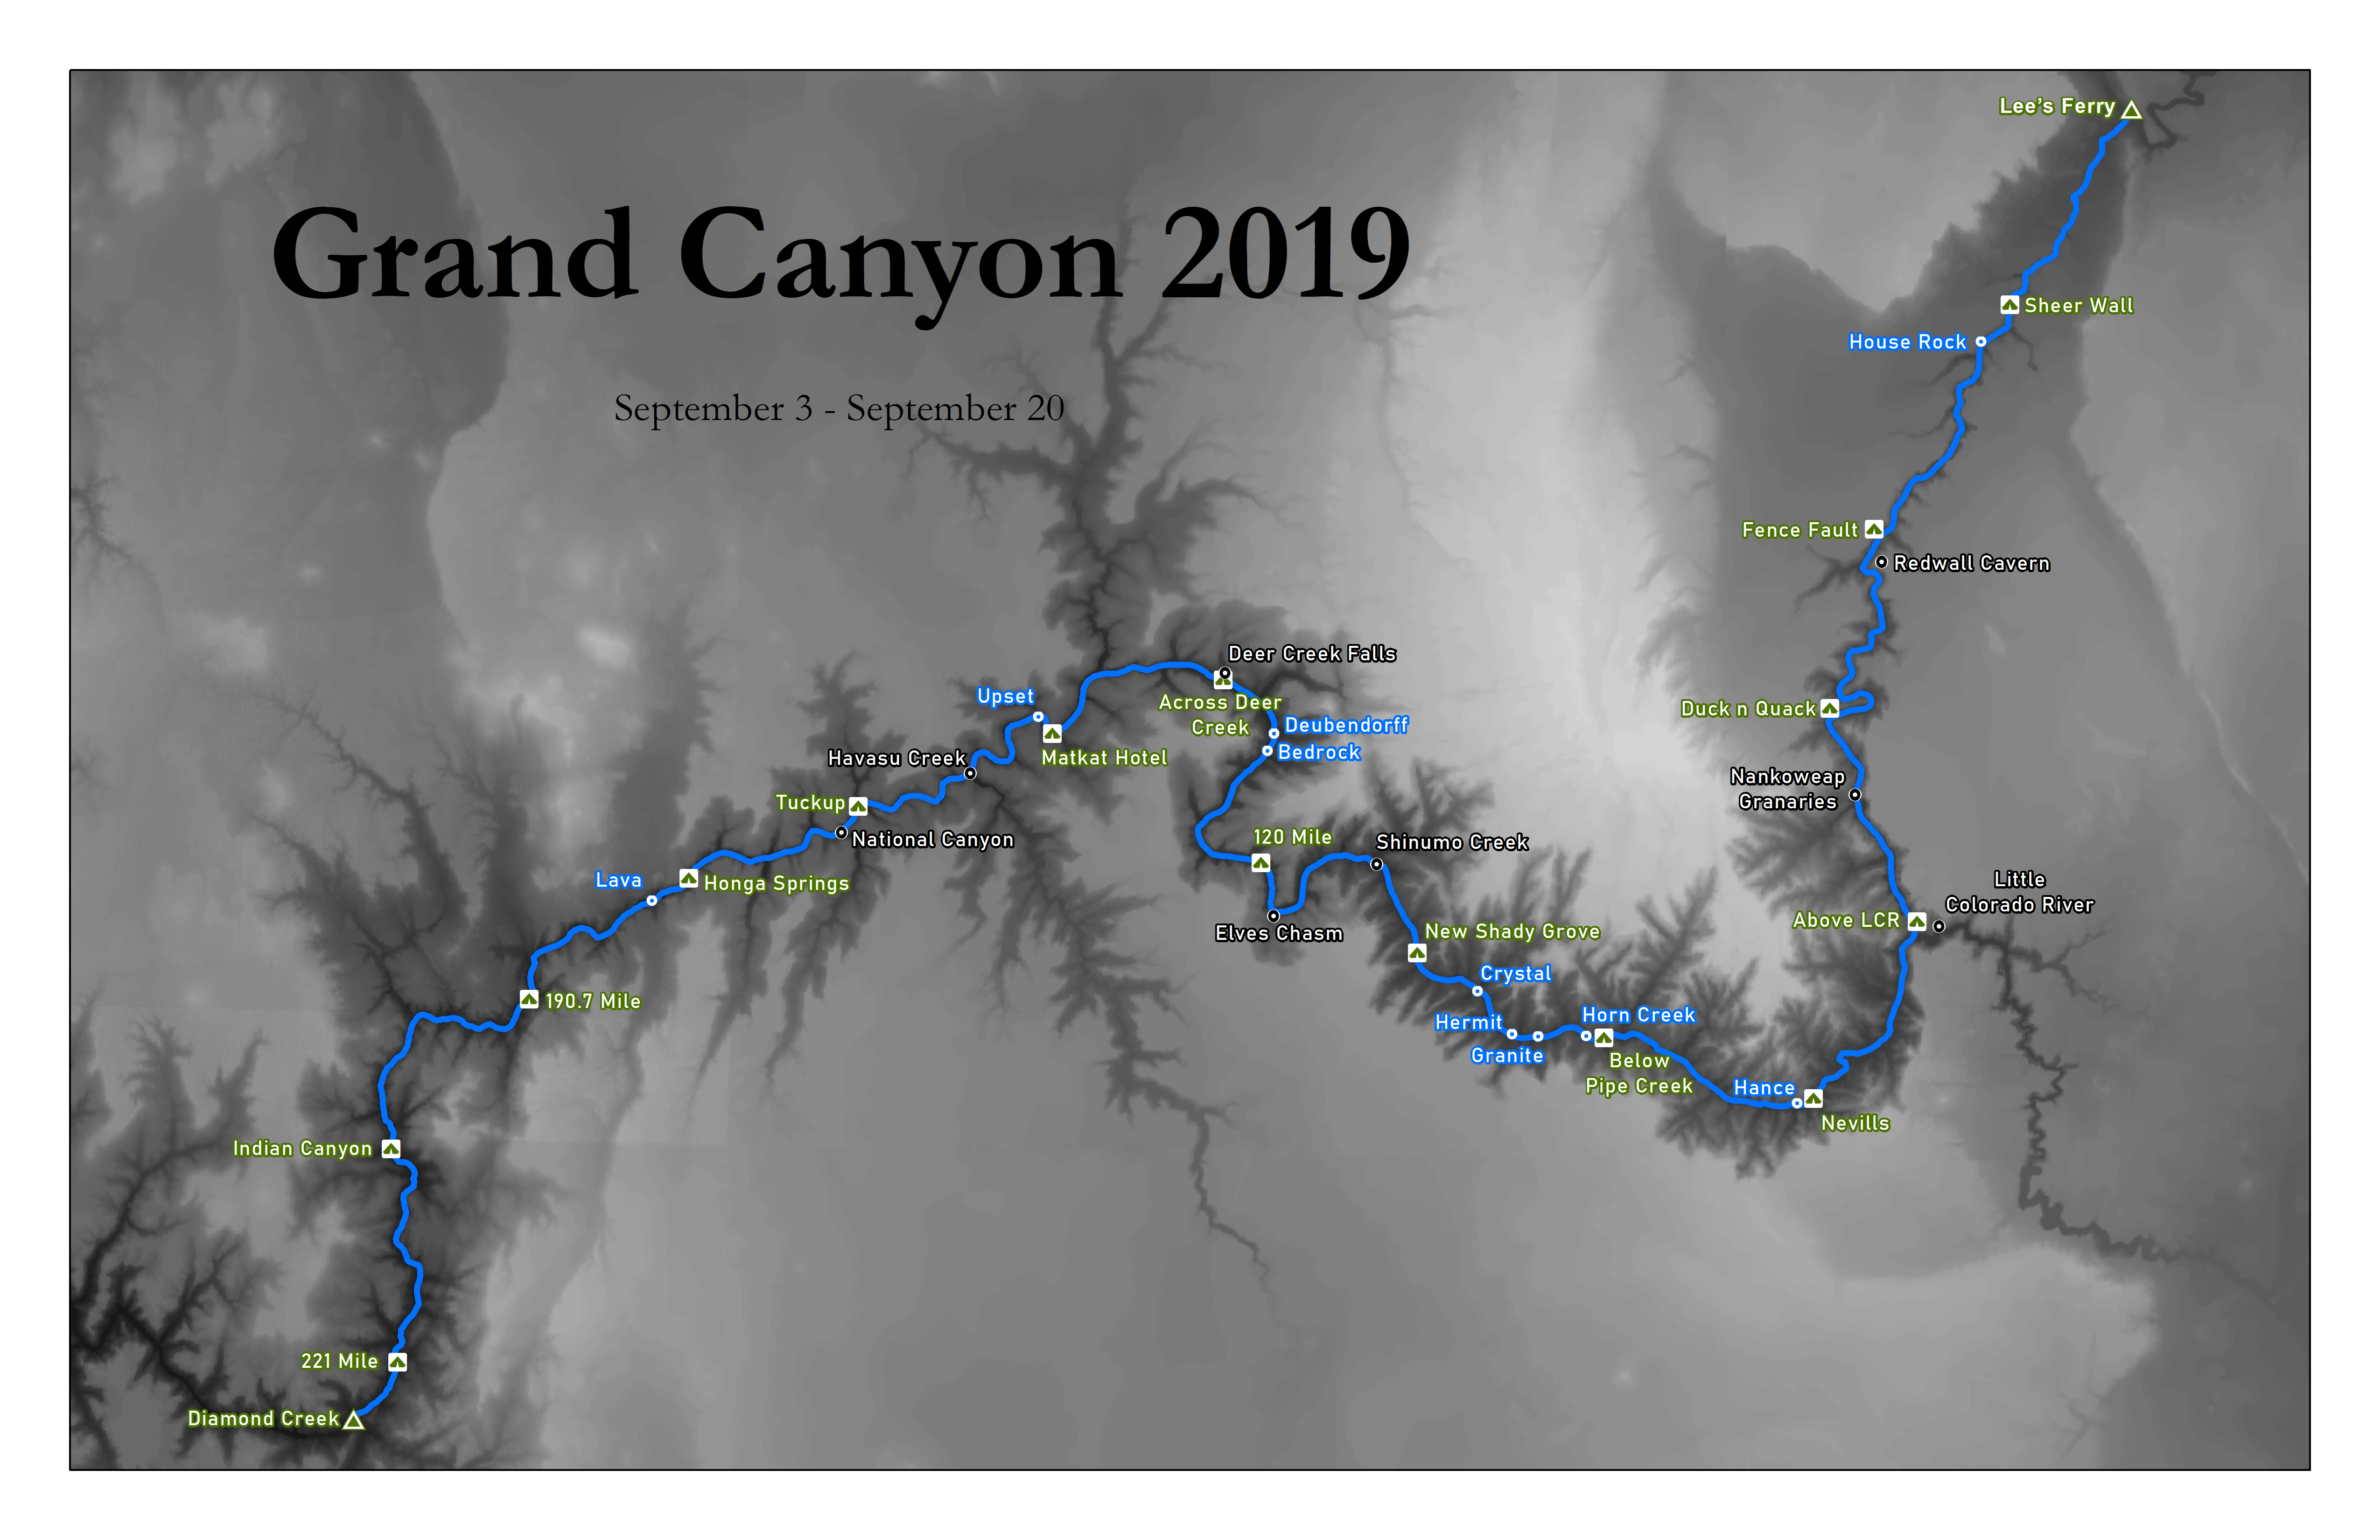 Grand Canyon 2019
September 3 - September 20
Lee's Ferry
Sheer Wall
House Rock
Fence Fault
Redwall Cavern
Duck n Quack
Nankoweap
Granaries
Little
Colorado River
Above LCR
Nevills
Hance
Below
Pipe Creek
Horn Creek
Granite
Hermit
Crystal
New Shady Grove
Shinumo Creek
Elves Chasm
120 Mile
Bedrock
Deubendorff
Deer Creek Falls
Across Deer
Creek
Matkat Hotel
Upset
Havasu Creek
Tuckup
National Canyon
Honga Springs
Lava
190.7 Mile
Indian Canyon
221 Mile
Diamond Creek